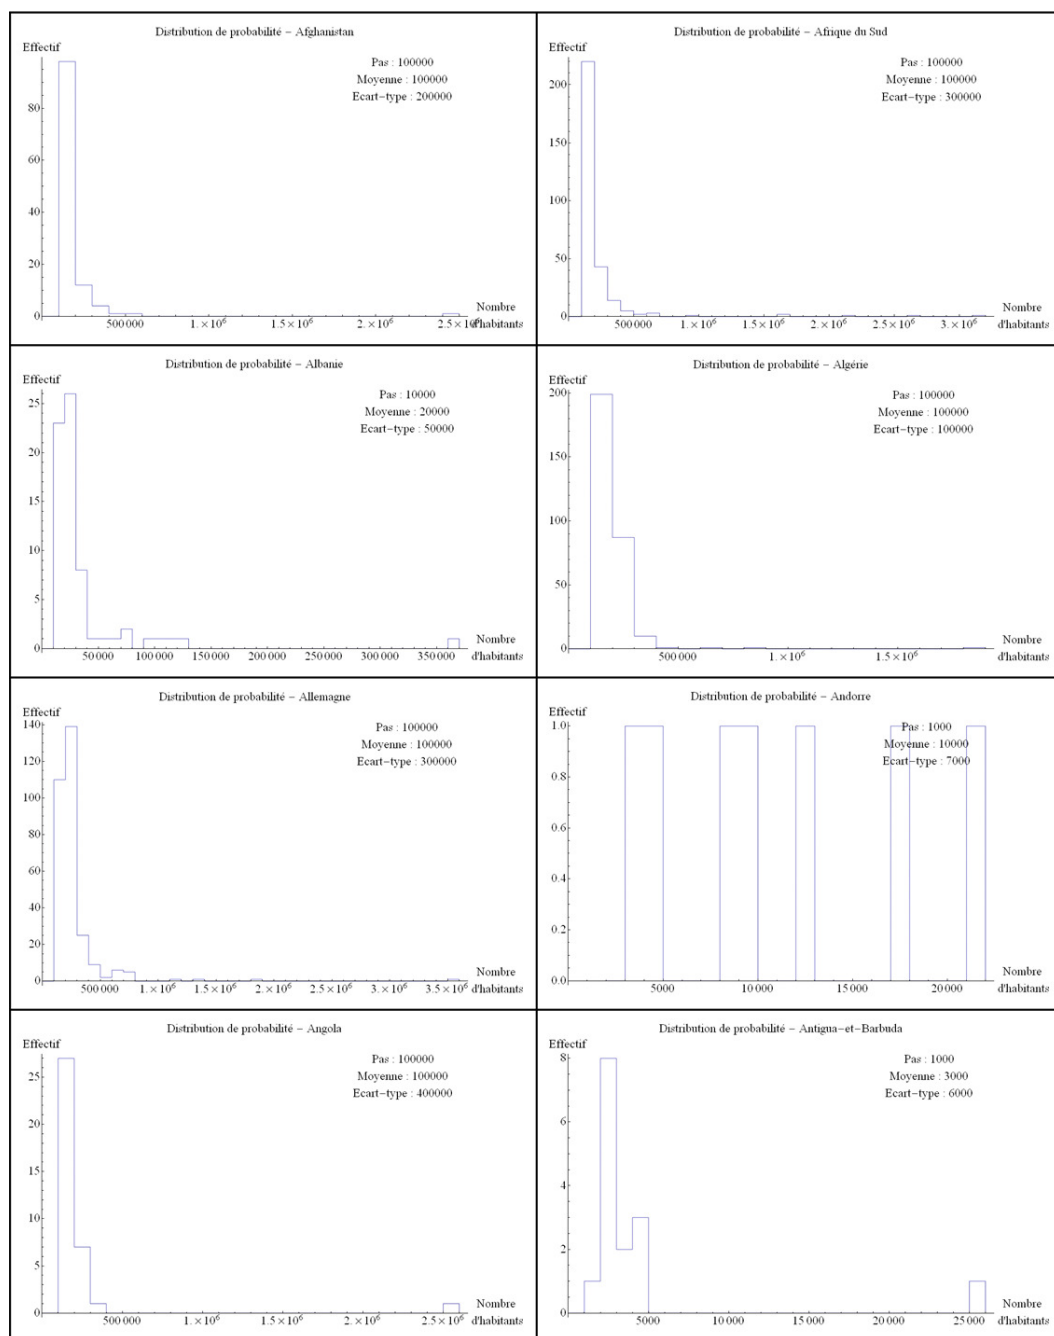 Distribution de probabilité – Afghanistan
Effectif
Pas : 100000
Moyenne : 100000
Ecart–type : 200000
80
60
40
20
0
500000 1.×10⁶ 1.5×10⁶ 2.×10⁶ 2.5×10⁶
Nombre
d'habitants
Distribution de probabilité – Afrique du Sud
Effectif
Pas : 100000
Moyenne : 100000
Ecart–type : 300000
200
150
100
50
0
500000 1.×10⁶ 1.5×10⁶ 2.×10⁶ 2.5×10⁶ 3.×10⁶
Nombre
d'habitants
Distribution de probabilité – Albanie
Effectif
Pas : 10000
Moyenne : 20000
Ecart–type : 50000
25
20
15
10
5
0
50000 100000 150000 200000 250000 300000 350000
Nombre
d'habitants
Distribution de probabilité – Algérie
Effectif
Pas : 100000
Moyenne : 100000
Ecart–type : 100000
200
150
100
50
0
500000 1.×10⁶ 1.5×10⁶
Nombre
d'habitants
Distribution de probabilité – Allemagne
Effectif
Pas : 100000
Moyenne : 100000
Ecart–type : 300000
140
120
100
80
60
40
20
0
500000 1.×10⁶ 1.5×10⁶ 2.×10⁶ 2.5×10⁶ 3.×10⁶ 3.5×10⁶
Nombre
d'habitants
Distribution de probabilité – Andorre
Effectif
Pas : 1000
Moyenne : 10000
Ecart–type : 7000
1.0
0.8
0.6
0.4
0.2
0.0
5000 10000 15000 20000
Nombre
d'habitants
Distribution de probabilité – Angola
Effectif
Pas : 100000
Moyenne : 100000
Ecart–type : 400000
25
20
15
10
5
0
500000 1.×10⁶ 1.5×10⁶ 2.×10⁶ 2.5×10⁶
Nombre
d'habitants
Distribution de probabilité – Antigua–et–Barbuda
Effectif
Pas : 1000
Moyenne : 3000
Ecart–type : 6000
8
6
4
2
0
5000 10000 15000 20000 25000
Nombre
d'habitants